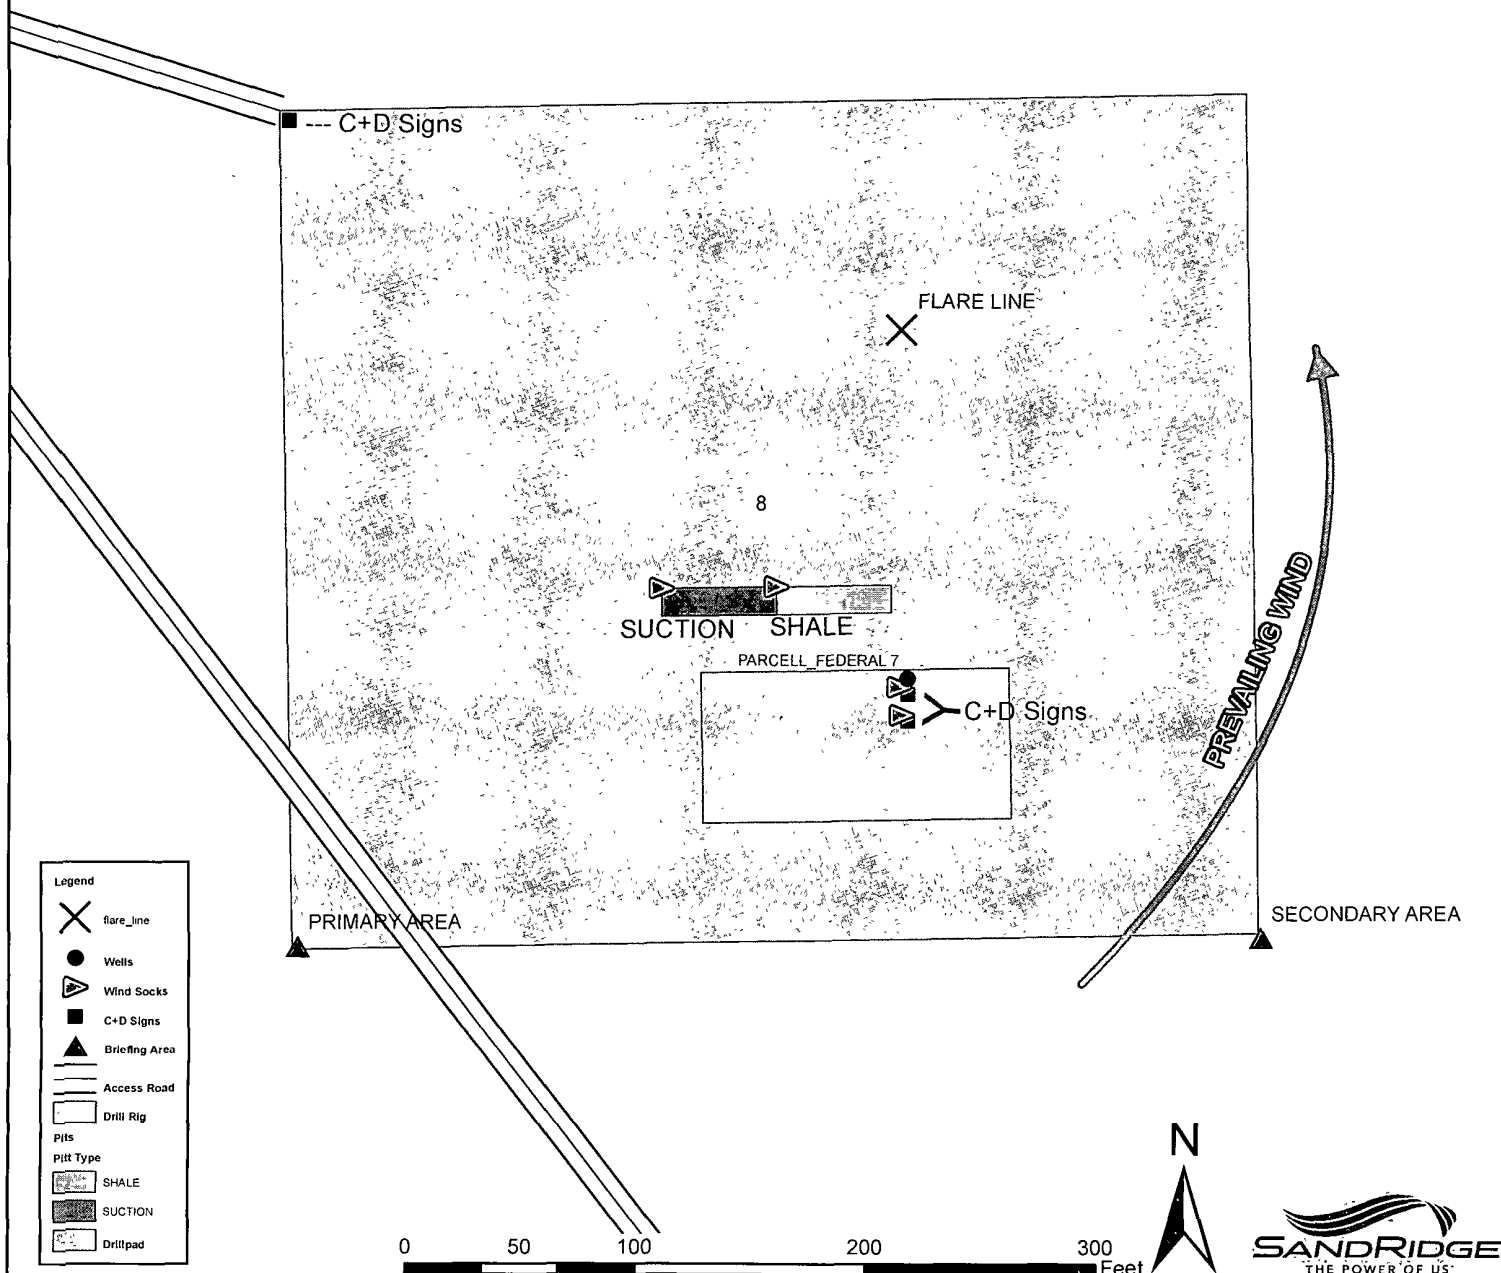 --- C+D Signs
FLARE LINE
8
SUCTION SHALE
PARCELL_FEDERAL 7
C+D Signs
PREVAILING WIND
PRIMARY AREA
SECONDARY AREA
Legend
flare_line
Wells
Wind Socks
C+D Signs
Briefing Area
Access Road
Drill Rig
Pits
Pitt Type
SHALE
SUCTION
Drillpad
N
0 50 100 200 300
Feet
SANDRIDGE
THE POWER OF US